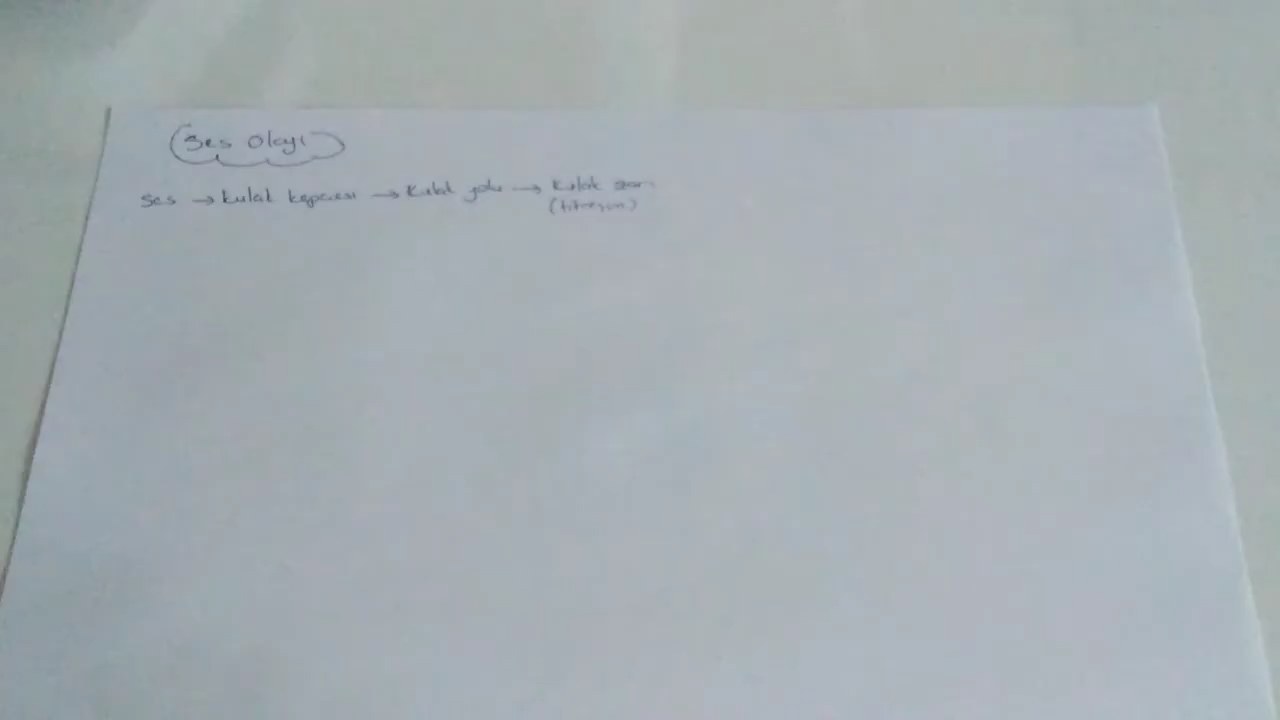 Ses Olayı
Ses → kulak kepçesi → Kulak yolu → Kulak zarı
(titreşim)